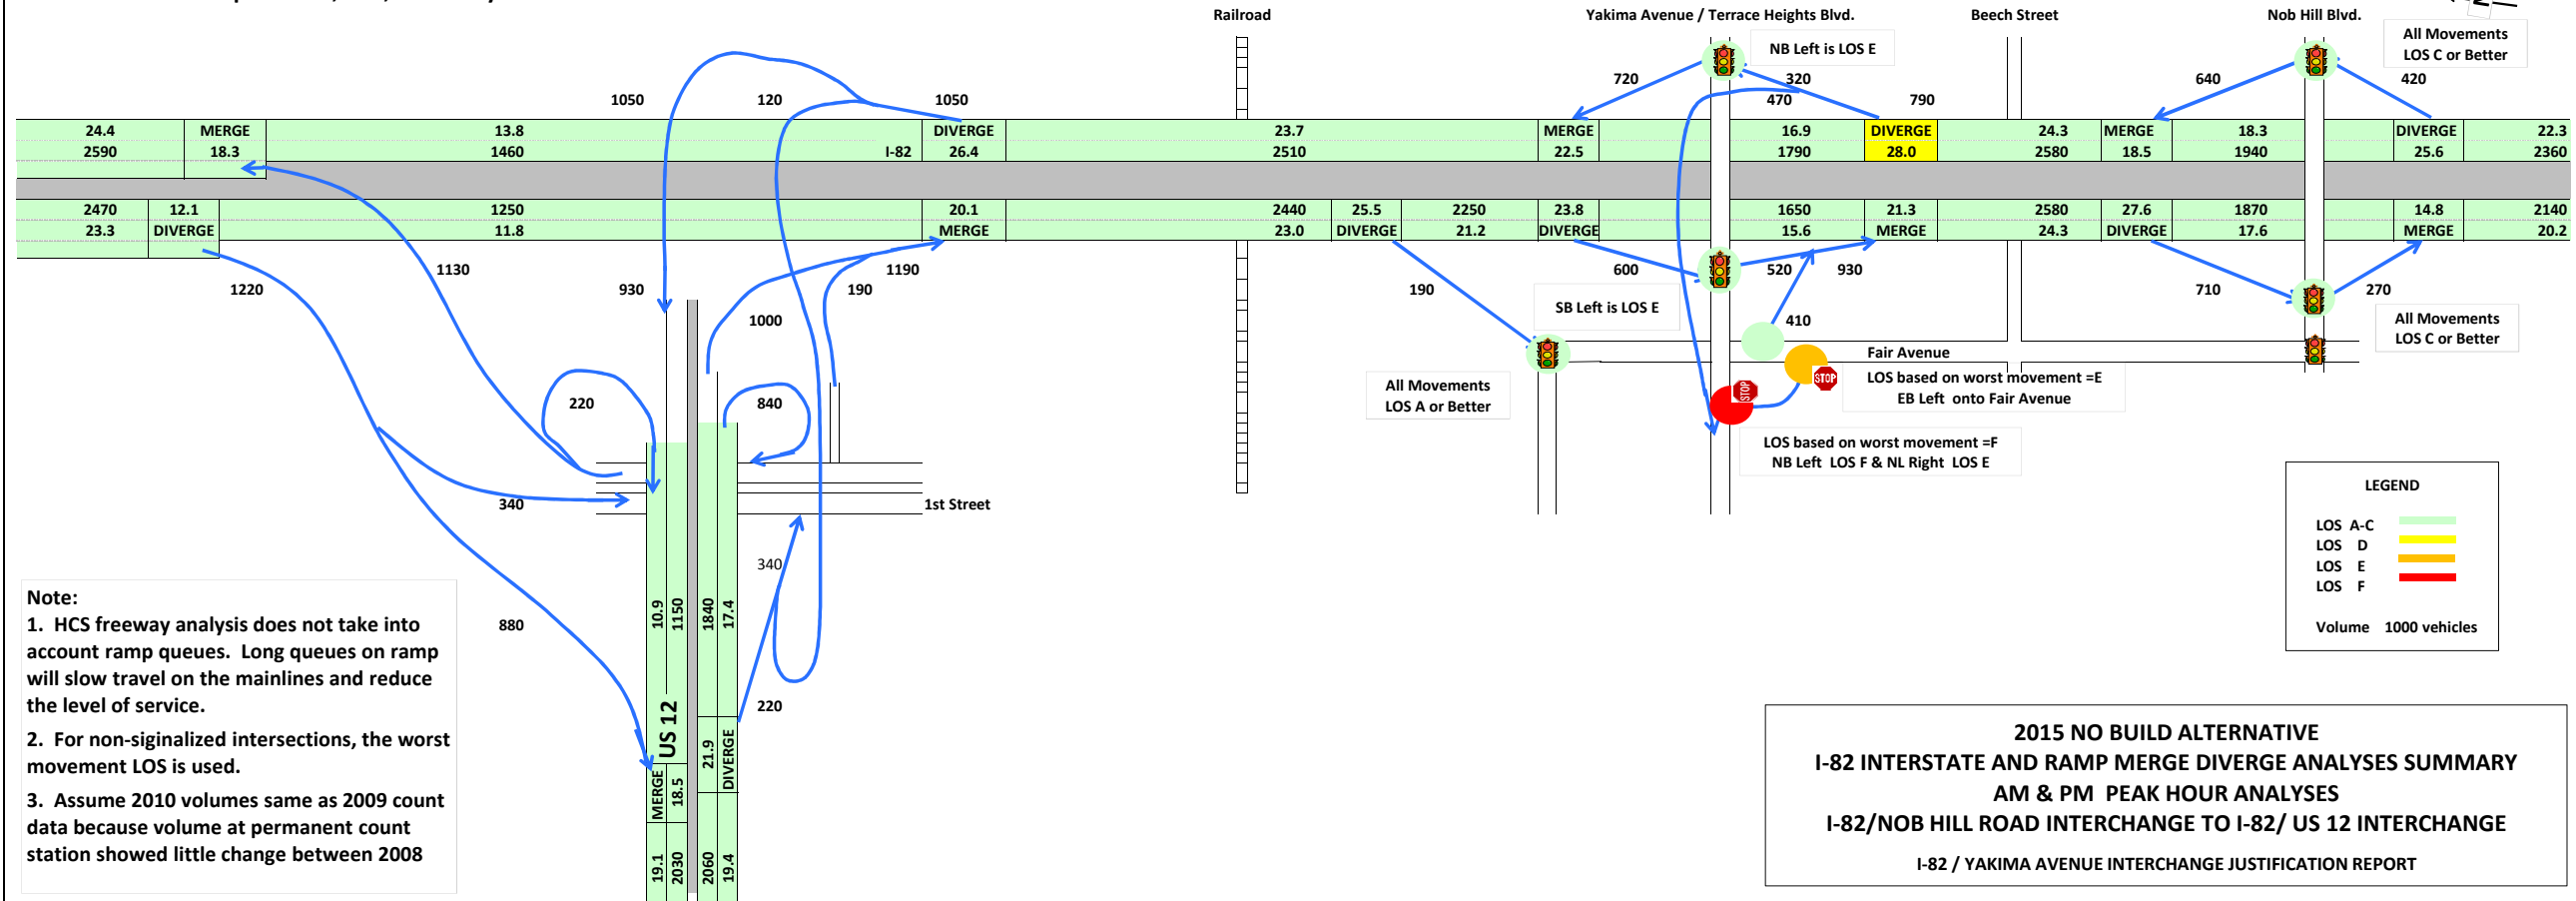 Railroad
Yakima Avenue / Terrace Heights Blvd.
Beech Street
Nob Hill Blvd.
NB Left is LOS E
All Movements
LOS C or Better
720
320
470
790
640
420
1050
120
1050
24.4
MERGE
13.8
DIVERGE
23.7
MERGE
16.9
DIVERGE
24.3
MERGE
18.3
DIVERGE
22.3
2590
18.3
1460
I-82
26.4
2510
22.5
1790
28.0
2580
18.5
1940
25.6
2360
2470
12.1
1250
20.1
2440
25.5
2250
23.8
1650
21.3
2580
27.6
1870
14.8
2140
23.3
DIVERGE
11.8
MERGE
23.0
DIVERGE
21.2
DIVERGE
15.6
MERGE
24.3
DIVERGE
17.6
MERGE
20.2
1130
1190
1220
930
190
190
600
520
930
710
270
SB Left is LOS E
1000
410
All Movements
LOS C or Better
Fair Avenue
STOP
LOS based on worst movement =E
EB Left onto Fair Avenue
All Movements
LOS A or Better
STOP
220
840
LOS based on worst movement =F
NB Left LOS F & NL Right LOS E
340
1st Street
340
880
220
10.9
1150
1840
17.4
US 12
MERGE
18.5
21.9
DIVERGE
19.1
2030
2060
19.4
LEGEND
LOS A-C
LOS D
LOS E
LOS F
Volume 1000 vehicles
Note:
1. HCS freeway analysis does not take into
account ramp queues. Long queues on ramp
will slow travel on the mainlines and reduce
the level of service.
2. For non-siginalized intersections, the worst
movement LOS is used.
3. Assume 2010 volumes same as 2009 count
data because volume at permanent count
station showed little change between 2008
2015 NO BUILD ALTERNATIVE
I-82 INTERSTATE AND RAMP MERGE DIVERGE ANALYSES SUMMARY
AM & PM PEAK HOUR ANALYSES
I-82/NOB HILL ROAD INTERCHANGE TO I-82/ US 12 INTERCHANGE
I-82 / YAKIMA AVENUE INTERCHANGE JUSTIFICATION REPORT